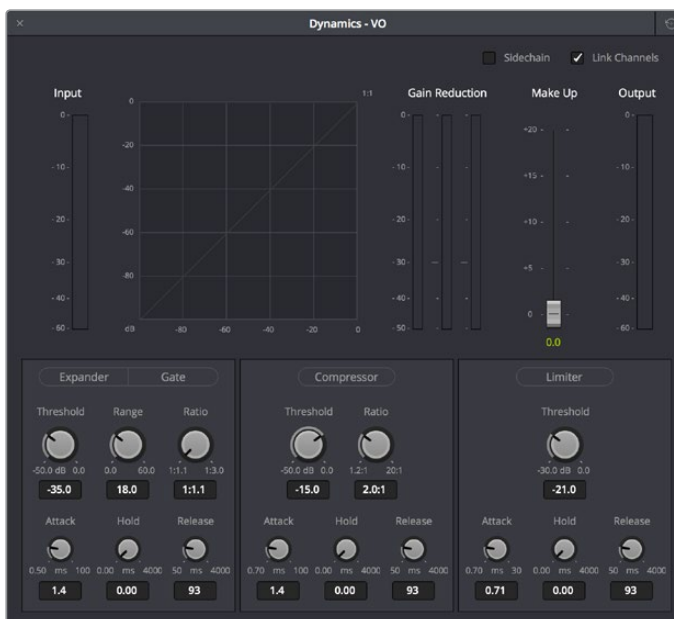 × Dynamics - VO
Sidechain ✓ Link Channels
Input 1:1 Gain Reduction Make Up Output
0 0 0 +20 0
-10 -20 -10 +15 -10
-20 -40 -20 +10 -20
-30 -60 -30 +5 -30
-40 -80 -40 0 -40
-60 dB -80 -60 -40 -20 0 -50 0.0 -60
Expander Gate Compressor Limiter
Threshold Range Ratio Threshold Ratio Threshold
-50.0 dB 0.0 0.0 60.0 1:1.1 1:3.0 -50.0 dB 0.0 1.2:1 20:1 -30.0 dB 0.0
-35.0 18.0 1:1.1 -15.0 2.0:1 -21.0
Attack Hold Release Attack Hold Release Attack Hold Release
0.50 ms 100 0.00 ms 4000 50 ms 4000 0.70 ms 100 0.00 ms 4000 50 ms 4000 0.70 ms 30 0.00 ms 4000 50 ms 4000
1.4 0.00 93 1.4 0.00 93 0.71 0.00 93